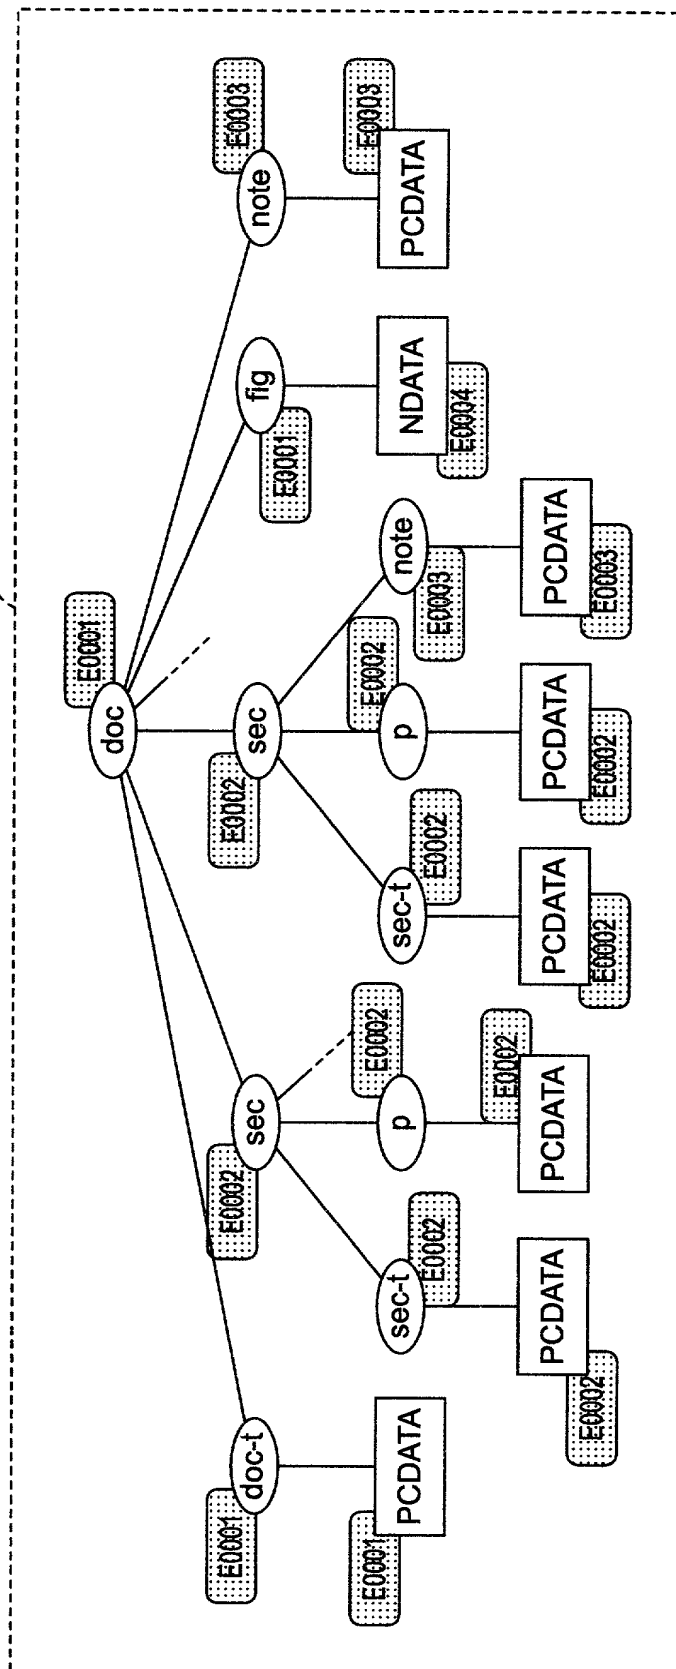 E0001
doc
E0001
E0002
E0002
E0003
doc-t
sec
sec
fig
note
E0001
E0001
E0002
E0002
E0003
PCDATA
sec-t
p
sec-t
p
note
NDATA
PCDATA
E0002
E0002
E0003
E0004
E0002
PCDATA
PCDATA
PCDATA
PCDATA
PCDATA
E0002
E0002
E0002
E0003